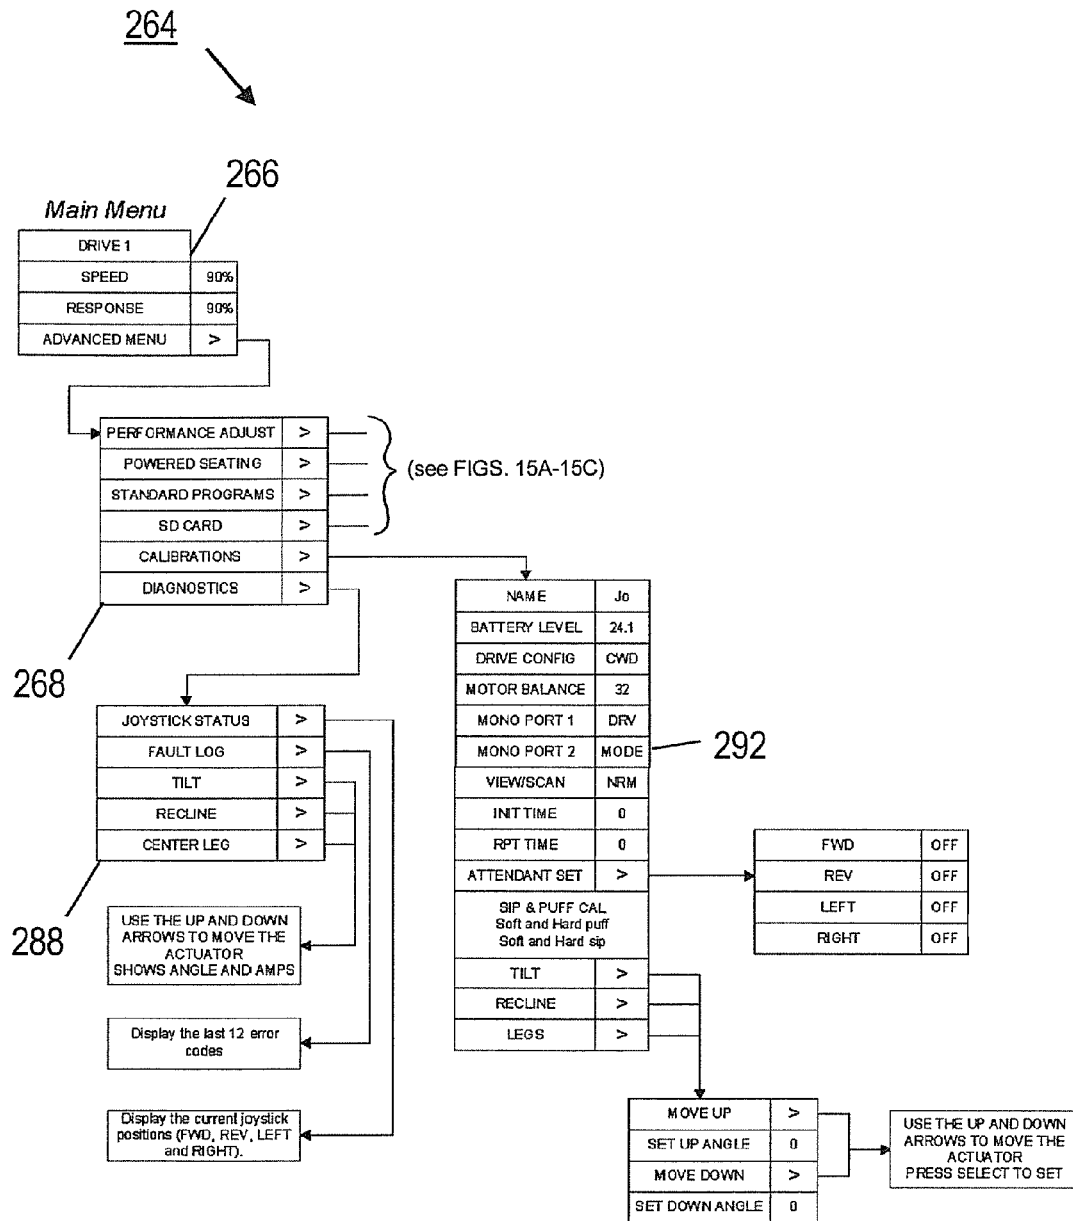 264
266
Main Menu
DRIVE 1
SPEED 90%
RESPONSE 90%
ADVANCED MENU >
PERFORMANCE ADJUST >
POWERED SEATING >
STANDARD PROGRAMS >
SD CARD >
CALIBRATIONS >
DIAGNOSTICS >
(see FIGS. 15A-15C)
268
NAME Jo
BATTERY LEVEL 24.1
DRIVE CONFIG CWD
MOTOR BALANCE 32
MONO PORT 1 DRV
MONO PORT 2 MODE
VIEW/SCAN NRM
INIT TIME 0
RPT TIME 0
ATTENDANT SET >
SIP & PUFF CAL
Soft and Hard puff
Soft and Hard sip
TILT >
RECLINE >
LEGS >
292
JOYSTICK STATUS >
FAULT LOG >
TILT >
RECLINE >
CENTER LEG >
288
FWD OFF
REV OFF
LEFT OFF
RIGHT OFF
USE THE UP AND DOWN
ARROWS TO MOVE THE
ACTUATOR
SHOWS ANGLE AND AMPS
Display the last 12 error
codes
Display the current joystick
positions (FWD, REV, LEFT
and RIGHT).
MOVE UP >
SET UP ANGLE 0
MOVE DOWN >
SET DOWN ANGLE 0
USE THE UP AND DOWN
ARROWS TO MOVE THE
ACTUATOR
PRESS SELECT TO SET